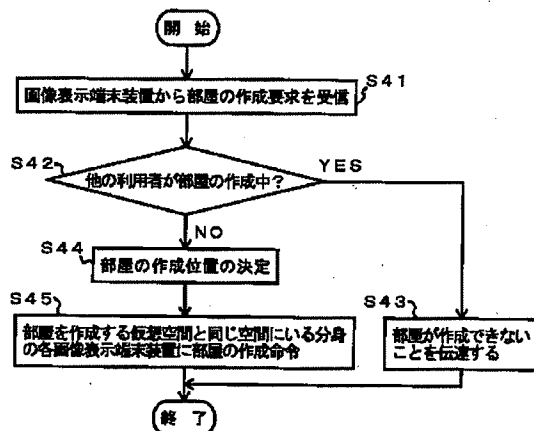 開始
S41
画像表示端末装置から部屋の作成要求を受信
S42
YES
他の利用者が部屋の作成中？
NO
S44
部屋の作成位置の決定
S45
部屋を作成する仮想空間と同じ空間にいる分身
の各画像表示端末装置に部屋の作成命令
S43
部屋が作成できない
ことを伝達する
終了